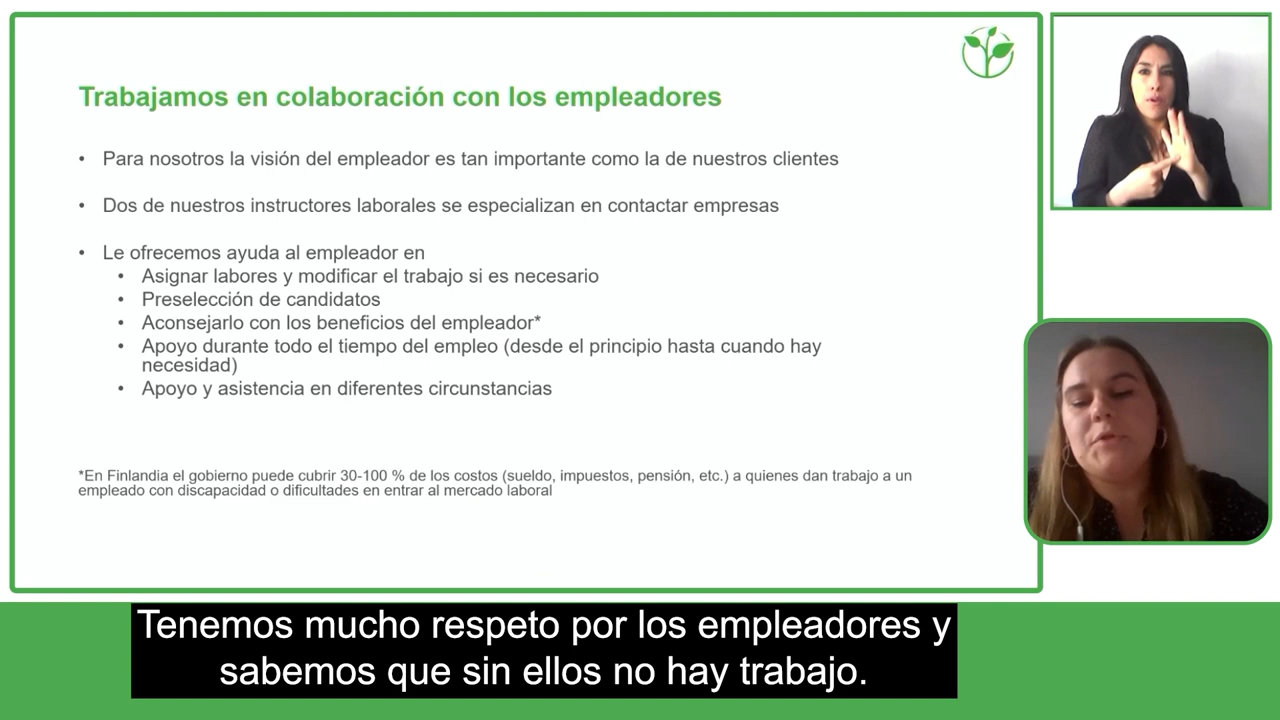 Trabajamos en colaboración con los empleadores
• Para nosotros la visión del empleador es tan importante como la de nuestros clientes
• Dos de nuestros instructores laborales se especializan en contactar empresas
• Le ofrecemos ayuda al empleador en
• Asignar labores y modificar el trabajo si es necesario
• Preselección de candidatos
• Aconsejarlo con los beneficios del empleador*
• Apoyo durante todo el tiempo del empleo (desde el principio hasta cuando hay
necesidad)
• Apoyo y asistencia en diferentes circunstancias
*En Finlandia el gobierno puede cubrir 30-100 % de los costos (sueldo, impuestos, pensión, etc.) a quienes dan trabajo a un
empleado con discapacidad o dificultades en entrar al mercado laboral
Tenemos mucho respeto por los empleadores y
sabemos que sin ellos no hay trabajo.